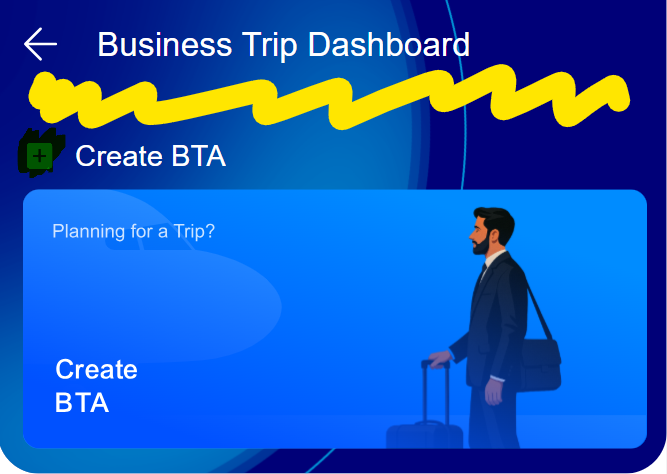 Business Trip Dashboard
Create BTA
Planning for a Trip?
Create
BTA